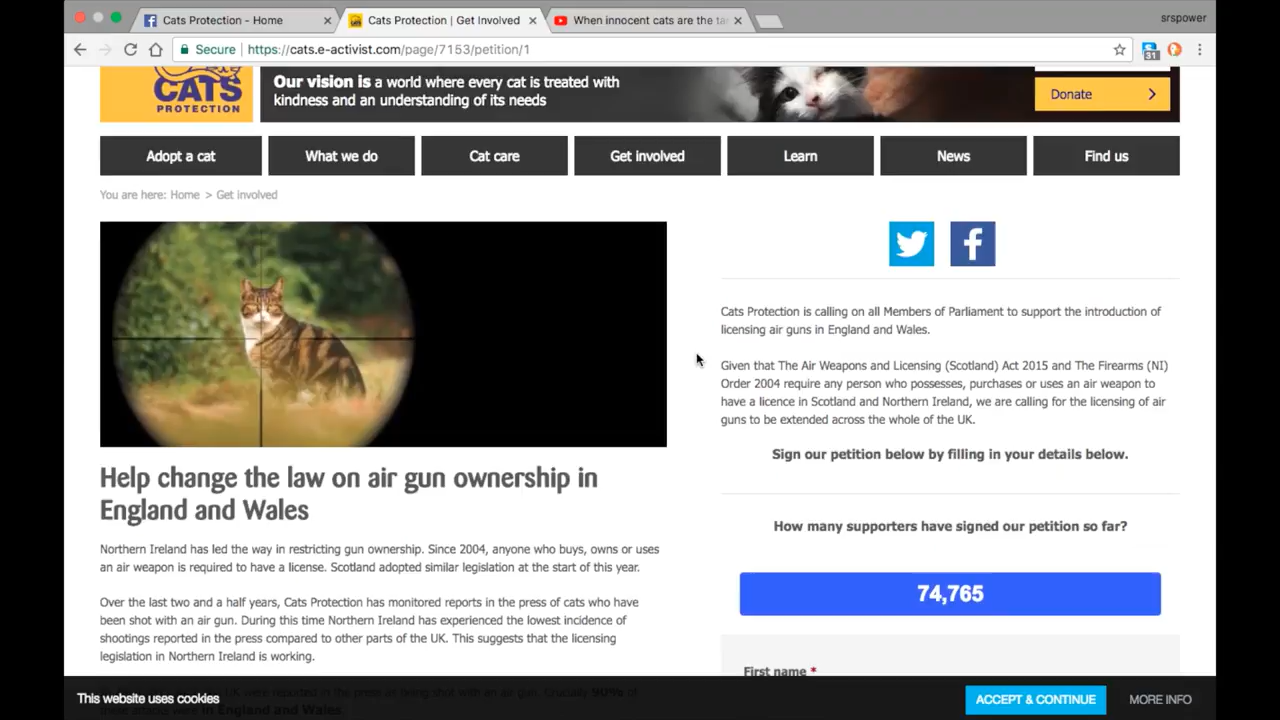 Cats Protection - Home
Cats Protection | Get Involved
When innocent cats are the ta
srspower
Secure
https://cats.e-activist.com/page/7153/petition/1
31
CATS
PROTECTION
Our vision is a world where every cat is treated with
kindness and an understanding of its needs
Donate
Adopt a cat
What we do
Cat care
Get involved
Learn
News
Find us
You are here: Home > Get involved
Help change the law on air gun ownership in
England and Wales
Northern Ireland has led the way in restricting gun ownership. Since 2004, anyone who buys, owns or uses
an air weapon is required to have a license. Scotland adopted similar legislation at the start of this year.
Over the last two and a half years, Cats Protection has monitored reports in the press of cats who have
been shot with an air gun. During this time Northern Ireland has experienced the lowest incidence of
shootings reported in the press compared to other parts of the UK. This suggests that the licensing
legislation in Northern Ireland is working.
Cats Protection is calling on all Members of Parliament to support the introduction of
licensing air guns in England and Wales.
Given that The Air Weapons and Licensing (Scotland) Act 2015 and The Firearms (NI)
Order 2004 require any person who possesses, purchases or uses an air weapon to
have a licence in Scotland and Northern Ireland, we are calling for the licensing of air
guns to be extended across the whole of the UK.
Sign our petition below by filling in your details below.
How many supporters have signed our petition so far?
74,765
First name *
This website uses cookies
ACCEPT & CONTINUE
MORE INFO